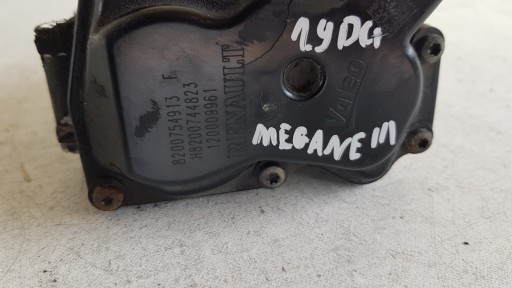 1.9 DCi
MEGANE III
8200754913 F
H8200744823
120009961
RENAULT
Valeo